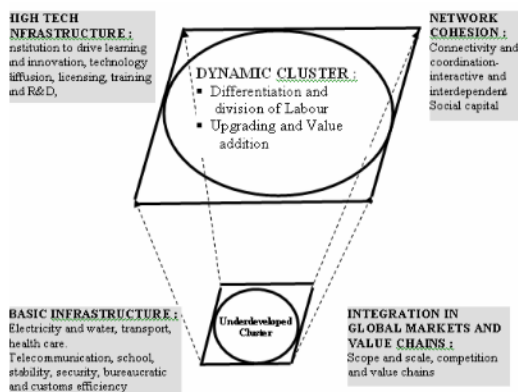 HIGH TECH
NFRASTRUCTURE :
nstitution to drive learning
and innovation, technology
diffusion, licensing, training
and R&D,
NETWORK
COHESION :
Connectivity and
coordination-
interactive and
interdependent
Social capital
DYNAMIC CLUSTER :
▪ Differentiation and
division of Labour
▪ Upgrading and Value
addition
Underdeveloped
Cluster
BASIC INFRASTRUCTURE :
Electricity and water, transport,
health care.
Telecommunication, school,
stability, security, bureaucratic
and customs efficiency
INTEGRATION IN
GLOBAL MARKETS AND
VALUE CHAINS :
Scope and scale, competition
and value chains